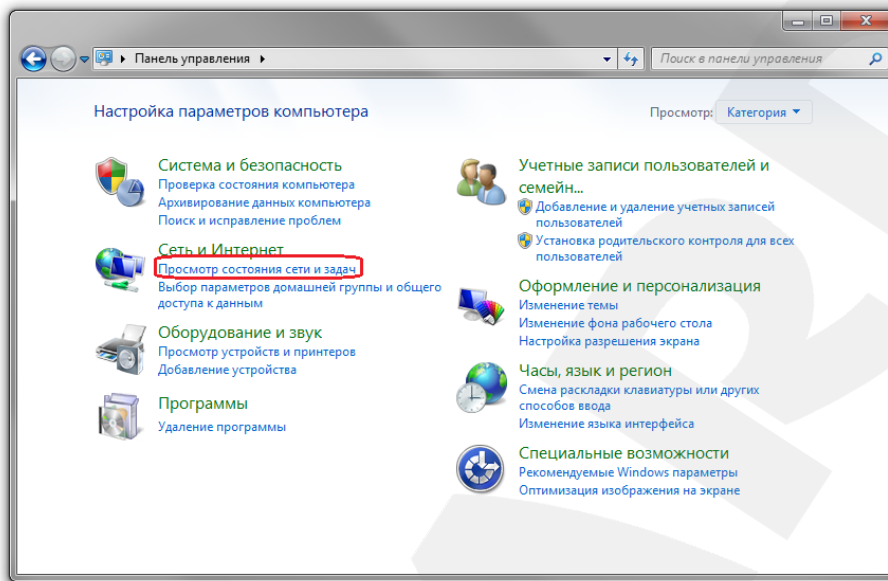 Панель управления
Поиск в панели управления
Настройка параметров компьютера
Просмотр: Категория
Система и безопасность
Проверка состояния компьютера
Архивирование данных компьютера
Поиск и исправление проблем
Сеть и Интернет
Просмотр состояния сети и задач
Выбор параметров домашней группы и общего
доступа к данным
Оборудование и звук
Просмотр устройств и принтеров
Добавление устройства
Программы
Удаление программы
Учетные записи пользователей и
семейн...
Добавление и удаление учетных записей
пользователей
Установка родительского контроля для всех
пользователей
Оформление и персонализация
Изменение темы
Изменение фона рабочего стола
Настройка разрешения экрана
Часы, язык и регион
Смена раскладки клавиатуры или других
способов ввода
Изменение языка интерфейса
Специальные возможности
Рекомендуемые Windows параметры
Оптимизация изображения на экране